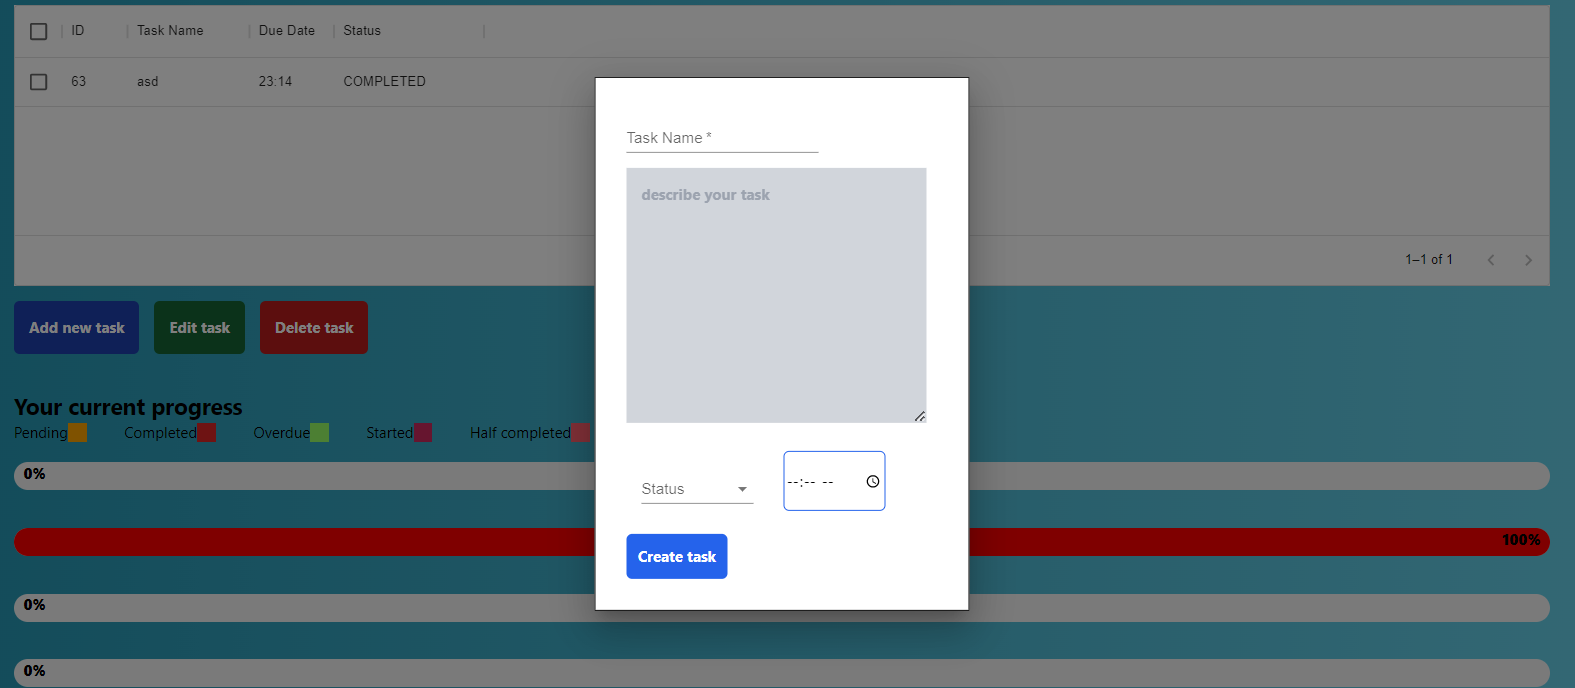 ID Task Name Due Date Status
63 asd 23:14 COMPLETED
1–1 of 1
Add new task Edit task Delete task
Your current progress
Pending Completed Overdue Started Half completed
0%
100%
0%
0%
Task Name *
describe your task
Status --:-- --
Create task